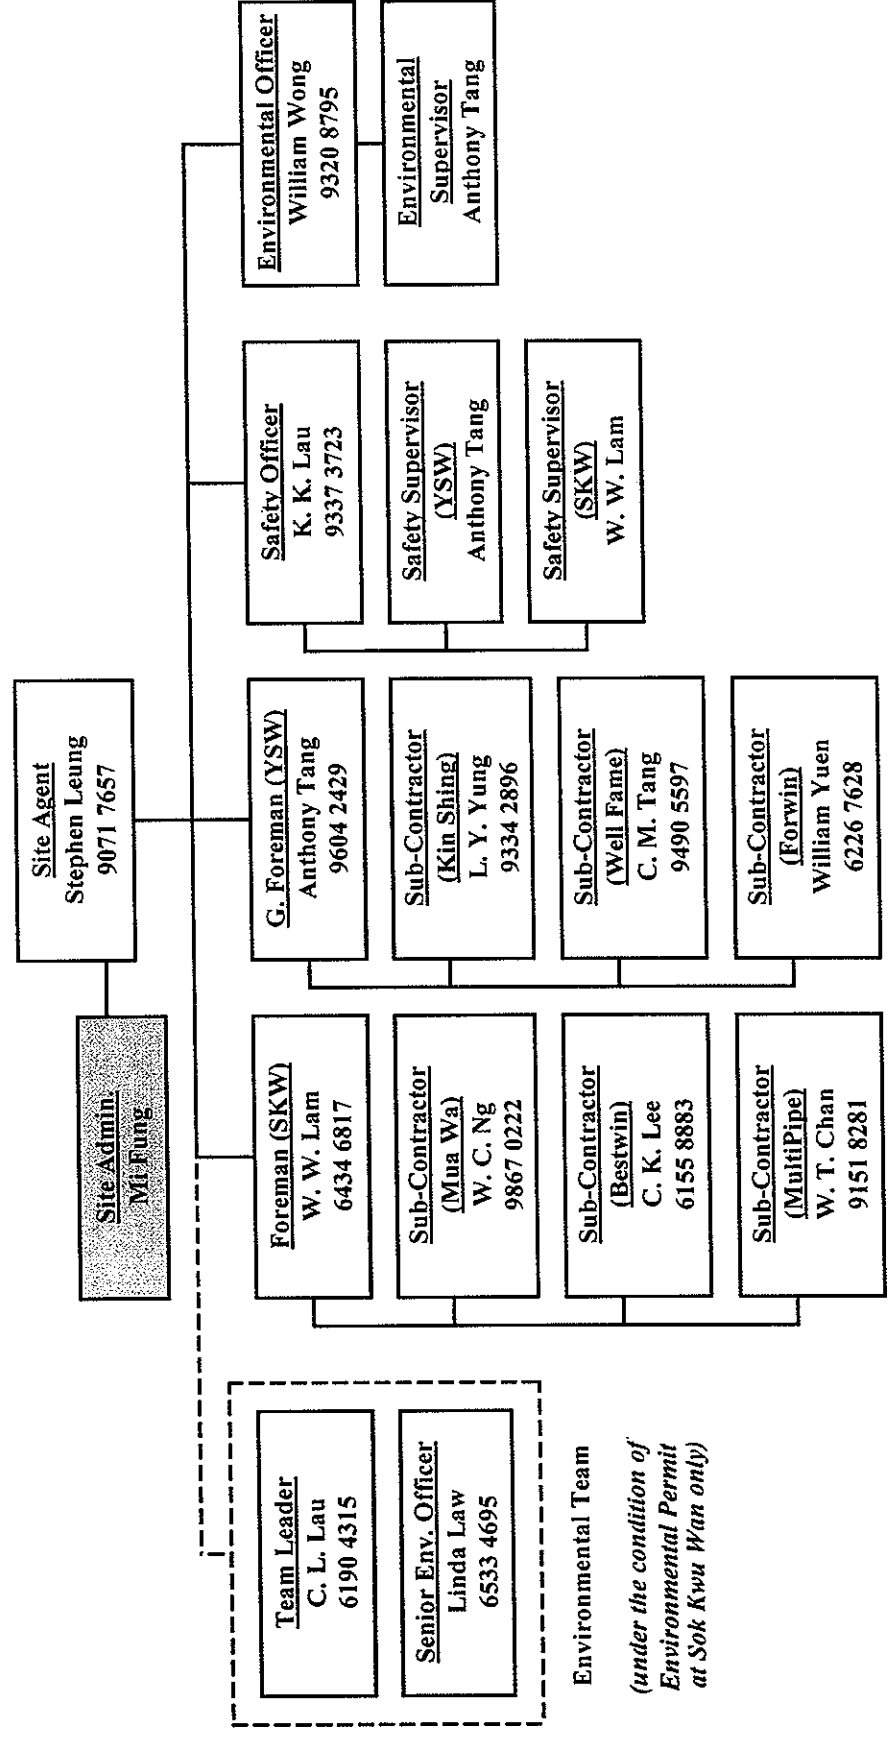 Site Agent
Stephen Leung
9071 7657
Site Admin.
Mi Fung
Team Leader
C. L. Lau
6190 4315
Senior Env. Officer
Linda Law
6533 4695
Environmental Team
(under the condition of
Environmental Permit
at Sok Kwu Wan only)
Foreman (SKW)
W. W. Lam
6434 6817
Sub-Contractor
(Mua Wa)
W. C. Ng
9867 0222
Sub-Contractor
(Bestwin)
C. K. Lee
6155 8883
Sub-Contractor
(MultiPipe)
W. T. Chan
9151 8281
G. Foreman (YSW)
Anthony Tang
9604 2429
Sub-Contractor
(Kin Shing)
L. Y. Yung
9334 2896
Sub-Contractor
(Well Fame)
C. M. Tang
9490 5597
Sub-Contractor
(Forwin)
William Yuen
6226 7628
Safety Officer
K. K. Lau
9337 3723
Safety Supervisor
(YSW)
Anthony Tang
Safety Supervisor
(SKW)
W. W. Lam
Environmental Officer
William Wong
9320 8795
Environmental
Supervisor
Anthony Tang